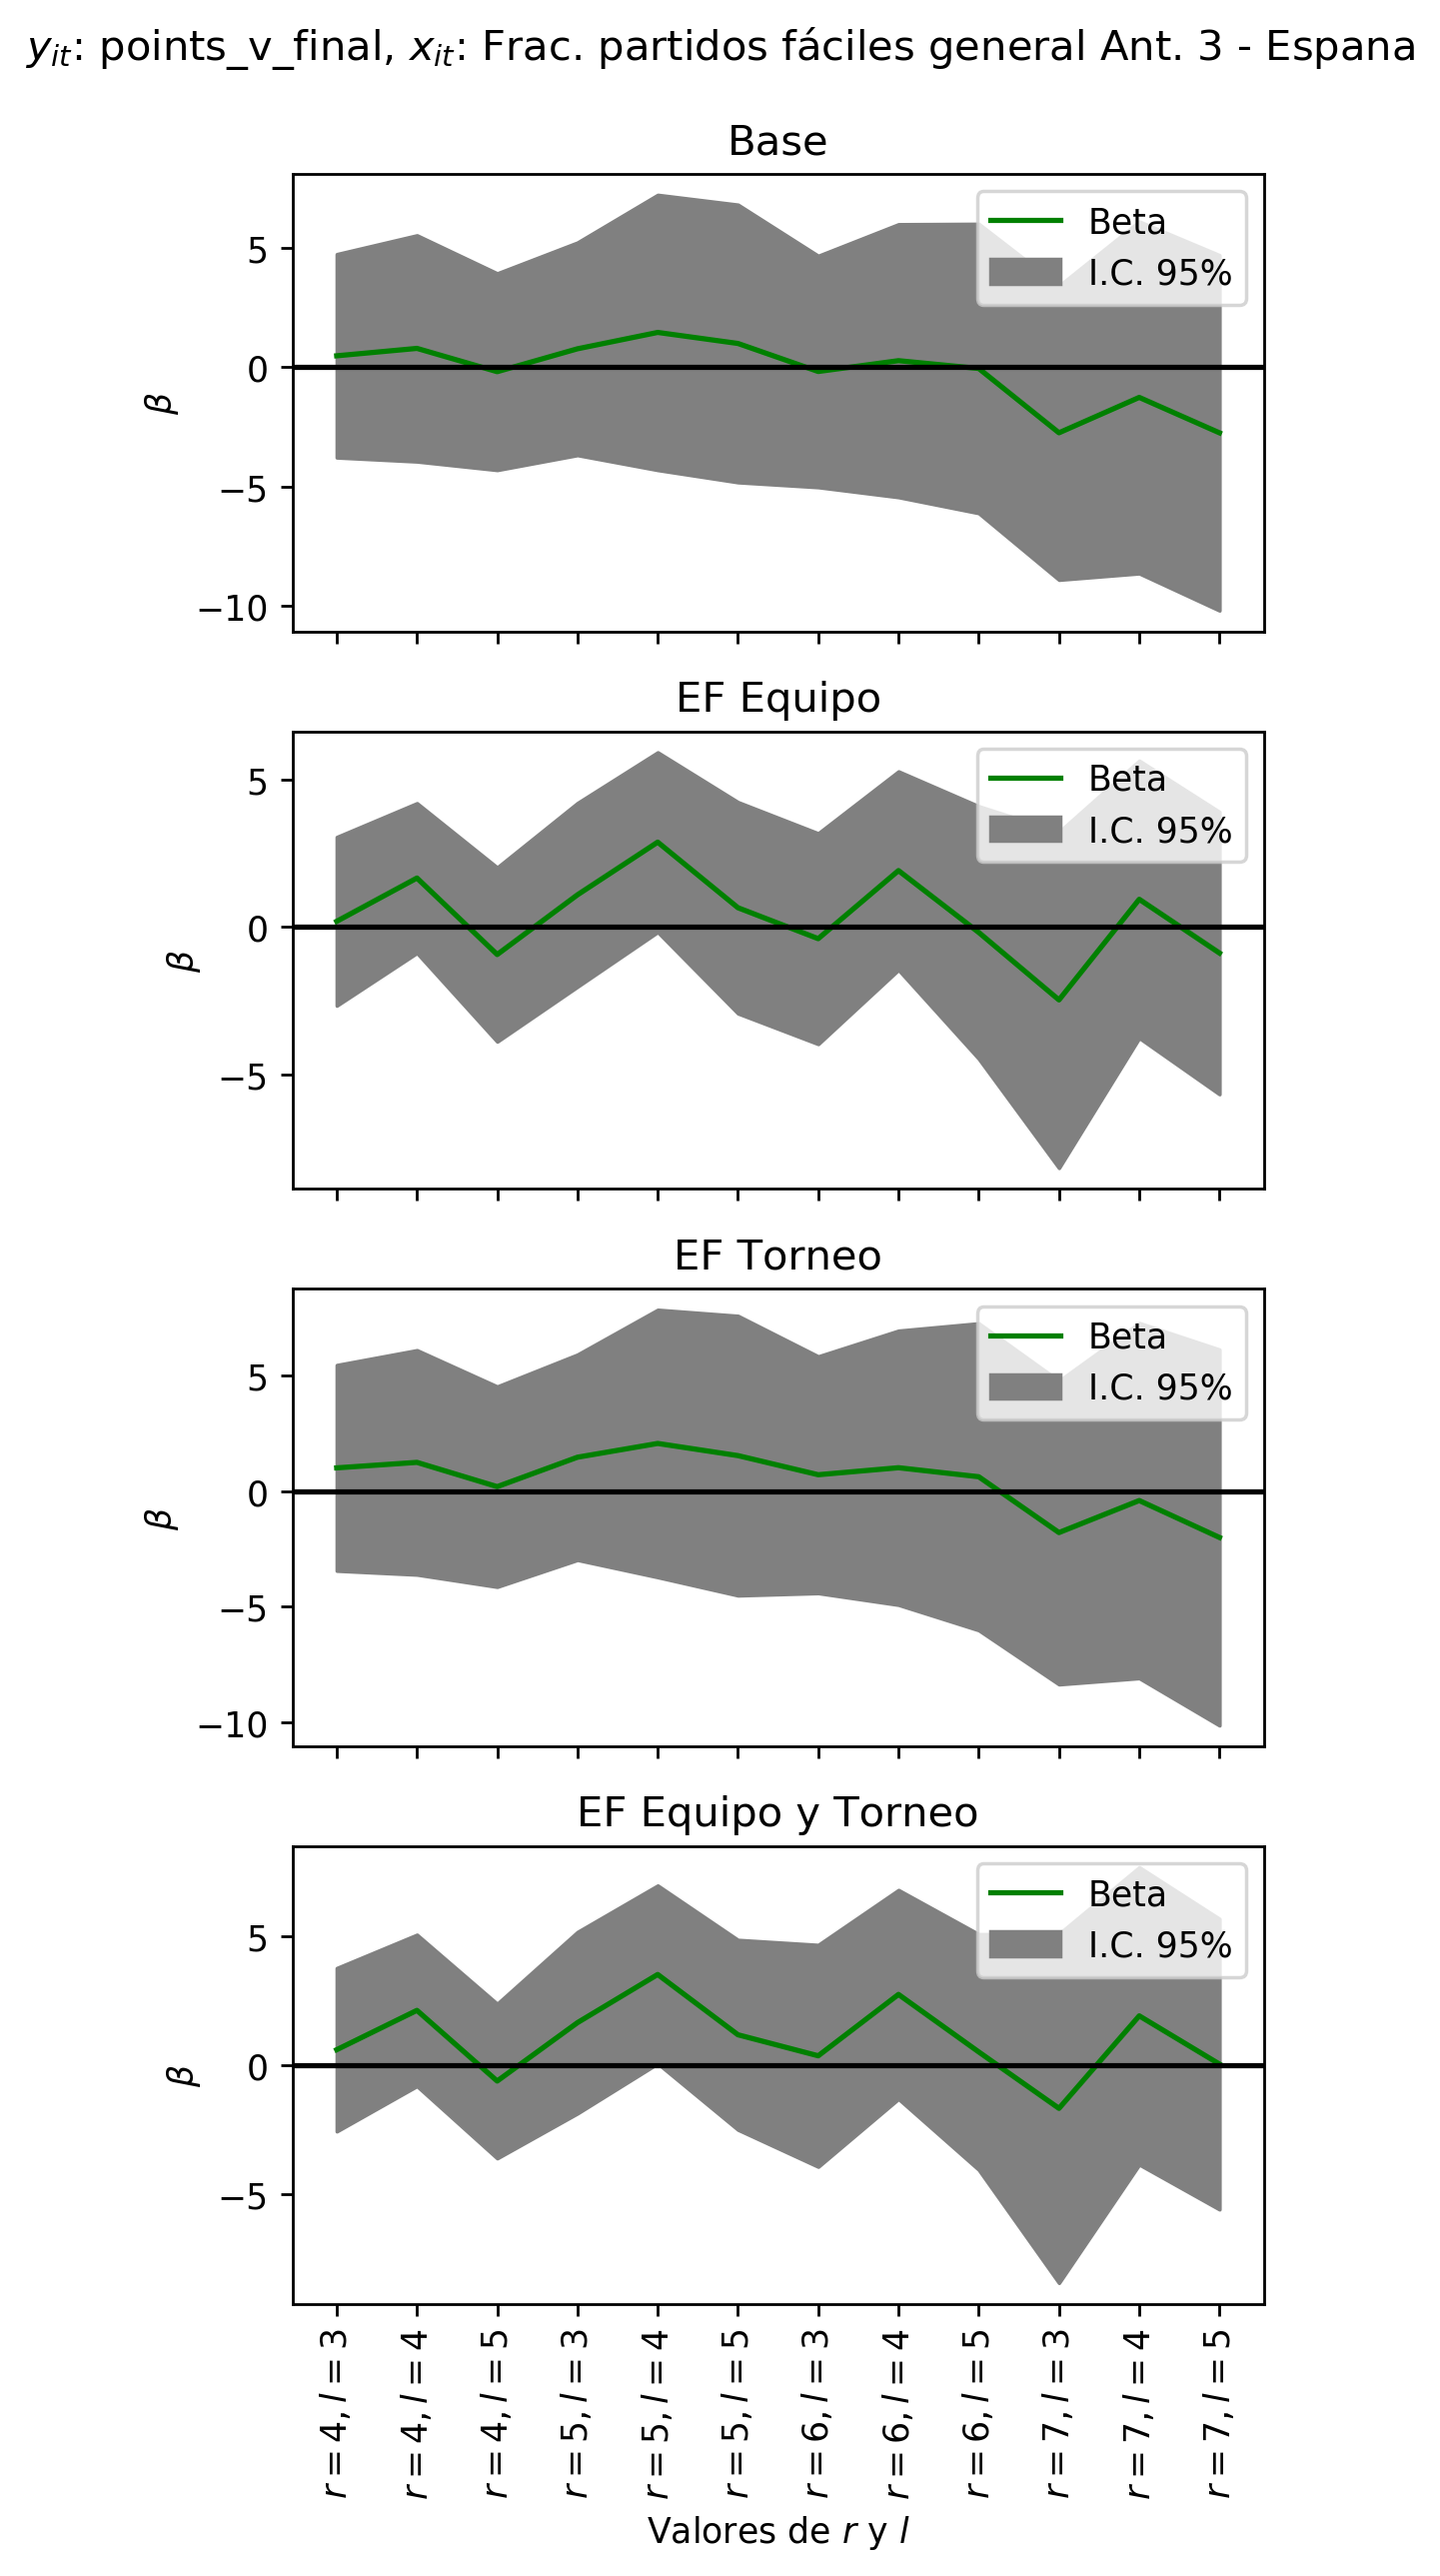 y_it: points_v_final, x_it: Frac. partidos fáciles general Ant. 3 - Espana
Base
Beta
I.C. 95%
5
0
−5
−10
β
EF Equipo
Beta
I.C. 95%
5
0
−5
β
EF Torneo
Beta
I.C. 95%
5
0
−5
−10
β
EF Equipo y Torneo
Beta
I.C. 95%
5
0
−5
β
r = 4, l = 3
r = 4, l = 4
r = 4, l = 5
r = 5, l = 3
r = 5, l = 4
r = 5, l = 5
r = 6, l = 3
r = 6, l = 4
r = 6, l = 5
r = 7, l = 3
r = 7, l = 4
r = 7, l = 5
Valores de r y l